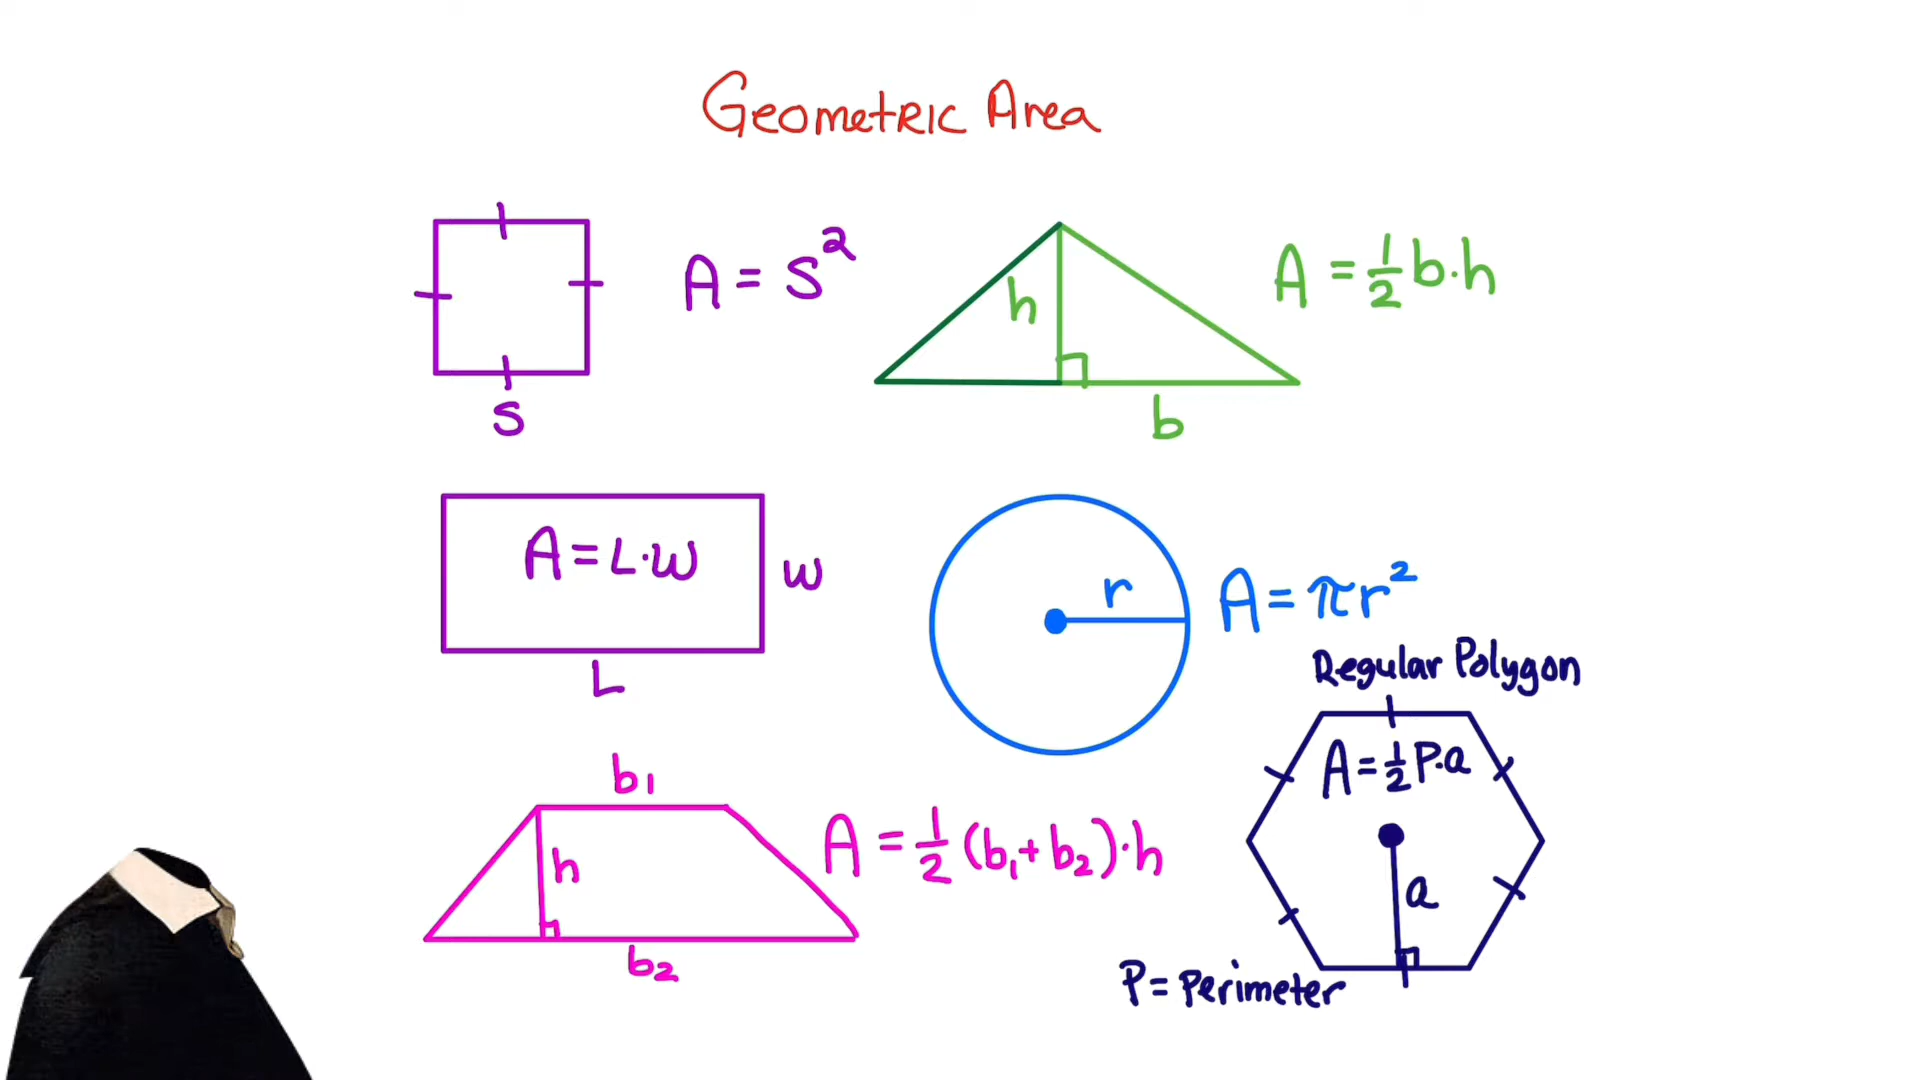 Geometric Area
A = s²
s
h
b
A = ½ b·h
A = L·w
w
L
r
A = πr²
b₁
h
b₂
A = ½ (b₁ + b₂)·h
Regular Polygon
A = ½ P·a
a
P = Perimeter